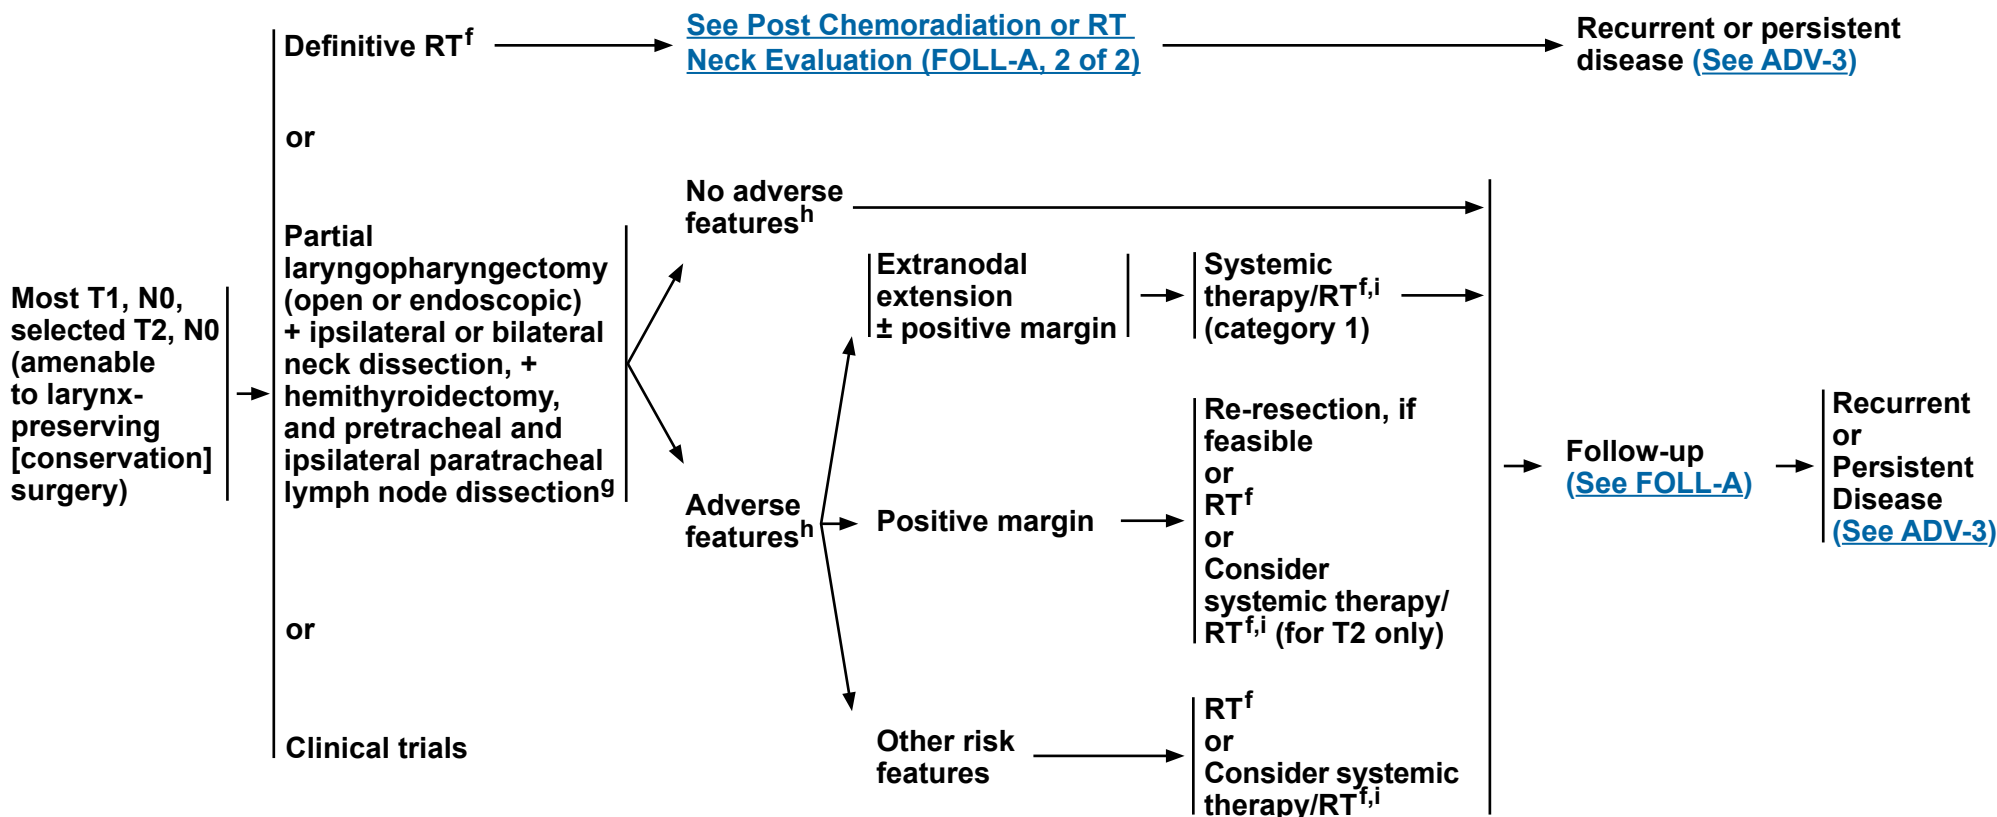 Most T1, N0,
selected T2, N0
(amenable
to larynx-
preserving
[conservation]
surgery)
Definitive RTf
or
Partial
laryngopharyngectomy
(open or endoscopic)
+ ipsilateral or bilateral
neck dissection, +
hemithyroidectomy,
and pretracheal and
ipsilateral paratracheal
lymph node dissectiong
or
Clinical trials
See Post Chemoradiation or RT
Neck Evaluation (FOLL-A, 2 of 2)
Recurrent or persistent
disease (See ADV-3)
No adverse
featuresh
Adverse
featuresh
Extranodal
extension
± positive margin
Systemic
therapy/RTf,i
(category 1)
Positive margin
Re-resection, if
feasible
or
RTf
or
Consider
systemic therapy/
RTf,i (for T2 only)
Other risk
features
RTf
or
Consider systemic
therapy/RTf,i
Follow-up
(See FOLL-A)
Recurrent
or
Persistent
Disease
(See ADV-3)